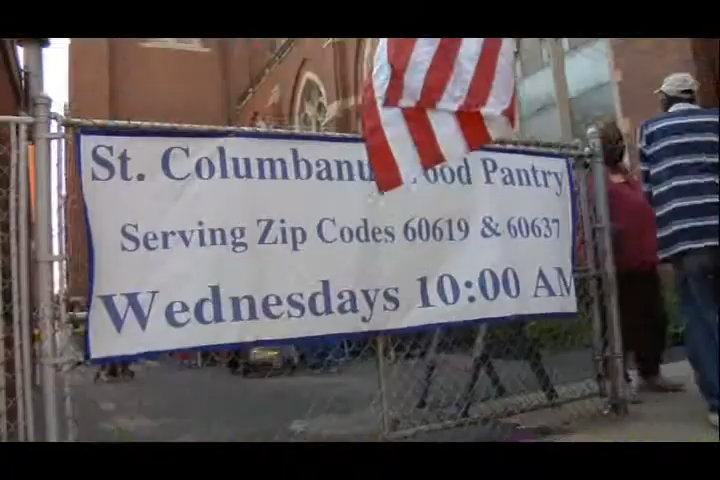 St. Columbanu ood Pantry
Serving Zip Codes 60619 & 60637
Wednesdays 10:00 AM